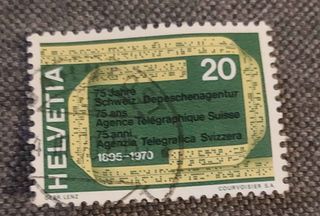 HELVETIA
20
75 Jahre
Schweiz. Depeschenagentur
75 ans
Agence Télégraphique Suisse
75 anni
Agenzia Telegrafica Svizzera
1895-1970
LENZ
COURVOISIER S.A.